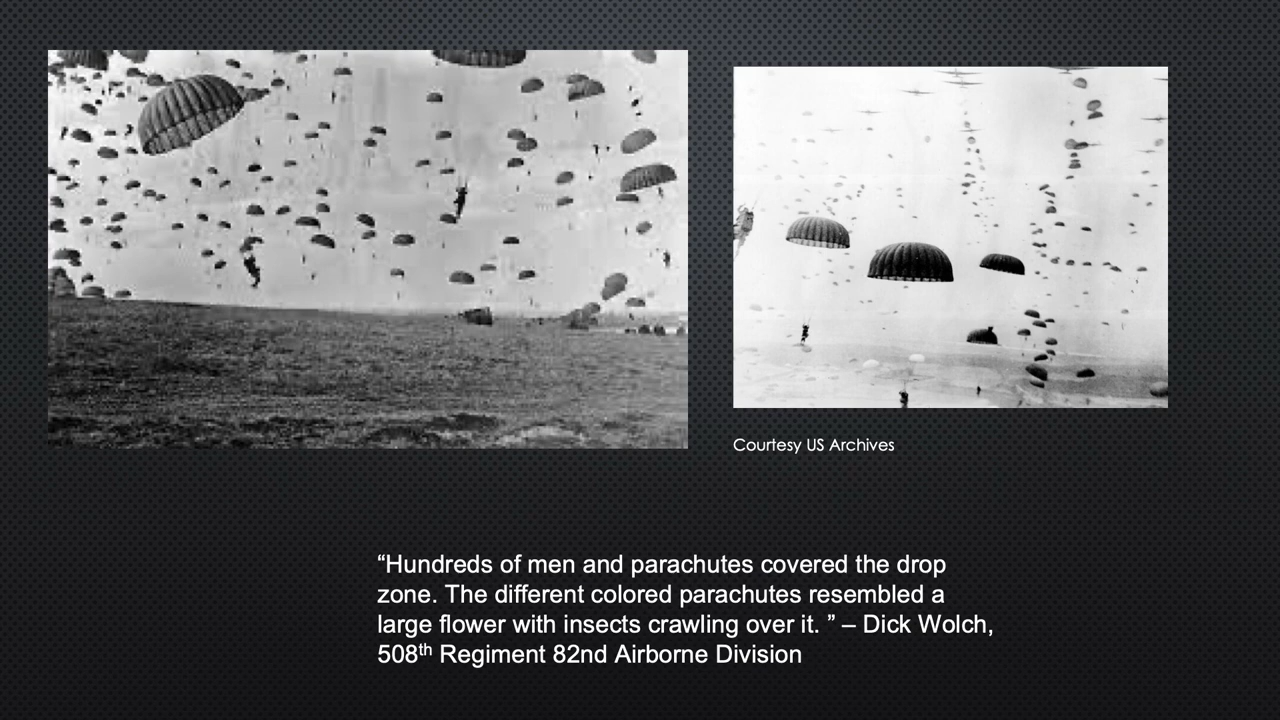 Courtesy US Archives
“Hundreds of men and parachutes covered the drop
zone. The different colored parachutes resembled a
large flower with insects crawling over it. ” – Dick Wolch,
508th Regiment 82nd Airborne Division